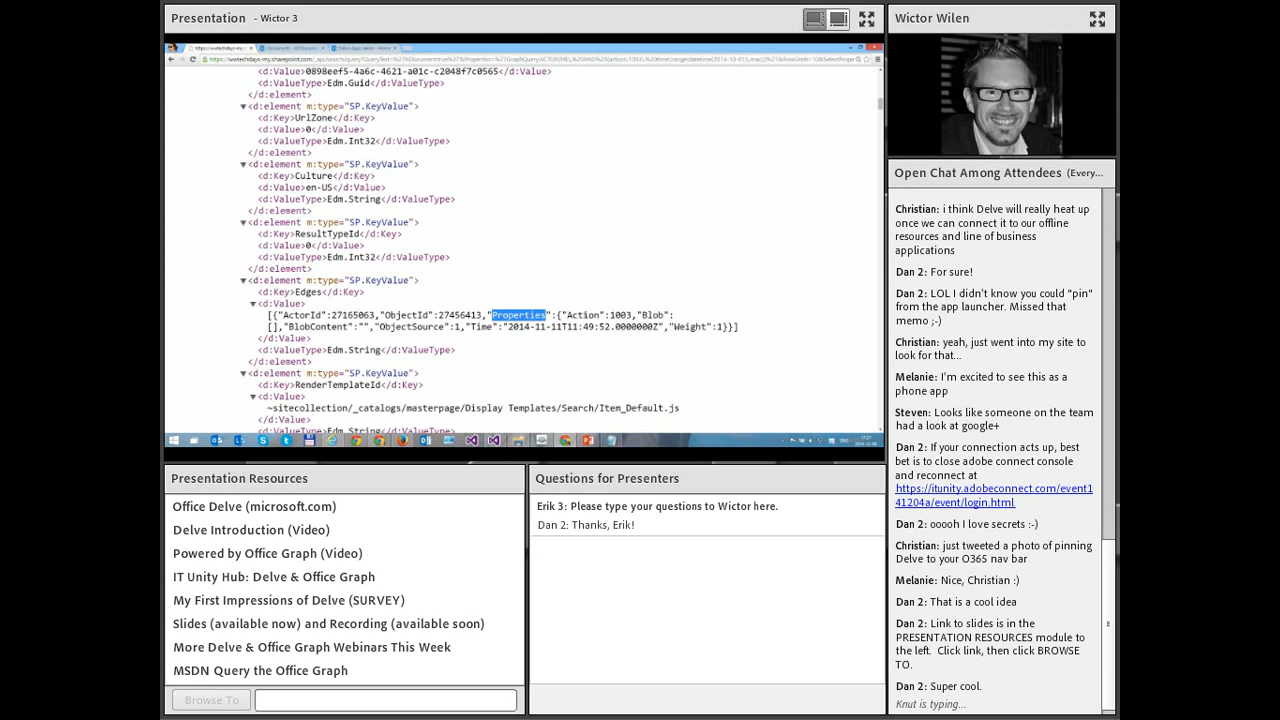 Presentation - Wictor 3
https://wwtechdays-my.
<d:Value>0898eef5-4a6c-4621-a01c-c2048f7c0565</d:Value>
<d:ValueType>Edm.Guid</d:ValueType>
</d:element>
▼<d:element m:type="SP.KeyValue">
<d:Key>UrlZone</d:Key>
<d:Value>0</d:Value>
<d:ValueType>Edm.Int32</d:ValueType>
</d:element>
▼<d:element m:type="SP.KeyValue">
<d:Key>Culture</d:Key>
<d:Value>en-US</d:Value>
<d:ValueType>Edm.String</d:ValueType>
</d:element>
▼<d:element m:type="SP.KeyValue">
<d:Key>ResultTypeId</d:Key>
<d:Value>0</d:Value>
<d:ValueType>Edm.Int32</d:ValueType>
</d:element>
▼<d:element m:type="SP.KeyValue">
<d:Key>Edges</d:Key>
▼<d:Value>
[{"ActorId":27165063,"ObjectId":27456413,"Properties":{"Action":1003,"Blob":
[],"BlobContent":"","ObjectSource":1,"Time":"2014-11-11T11:49:52.0000000Z","Weight":1}}]
</d:Value>
<d:ValueType>Edm.String</d:ValueType>
</d:element>
▼<d:element m:type="SP.KeyValue">
<d:Key>RenderTemplateId</d:Key>
▼<d:Value>
~sitecollection/_catalogs/masterpage/Display Templates/Search/Item_Default.js
</d:Value>
<d:ValueType>Edm.String</d:ValueType>
Presentation Resources
Office Delve (microsoft.com)
Delve Introduction (Video)
Powered by Office Graph (Video)
IT Unity Hub: Delve & Office Graph
My First Impressions of Delve (SURVEY)
Slides (available now) and Recording (available soon)
More Delve & Office Graph Webinars This Week
MSDN Query the Office Graph
Browse To
Questions for Presenters
Erik 3: Please type your questions to Wictor here.
Dan 2: Thanks, Erik!
Wictor Wilen
Open Chat Among Attendees (Every...
Christian: i think Delve will really heat up
once we can connect it to our offline
resources and line of business
applications
Dan 2: For sure!
Dan 2: LOL I didn't know you could "pin"
from the app launcher. Missed that
memo ;-)
Christian: yeah, just went into my site to
look for that...
Melanie: I'm excited to see this as a
phone app
Steven: Looks like someone on the team
had a look at google+
Dan 2: If your connection acts up, best
bet is to close adobe connect console
and reconnect at
https://itunity.adobeconnect.com/event1
41204a/event/login.html
Dan 2: ooooh I love secrets :-)
Christian: just tweeted a photo of pinning
Delve to your O365 nav bar
Melanie: Nice, Christian :)
Dan 2: That is a cool idea
Dan 2: Link to slides is in the
PRESENTATION RESOURCES module to
the left. Click link, then click BROWSE
TO.
Dan 2: Super cool.
Knut is typing...